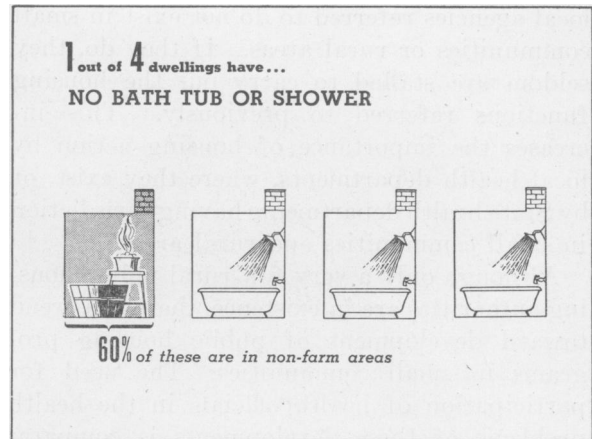 1 out of 4 dwellings have...
NO BATH TUB OR SHOWER
60% of these are in non-farm areas